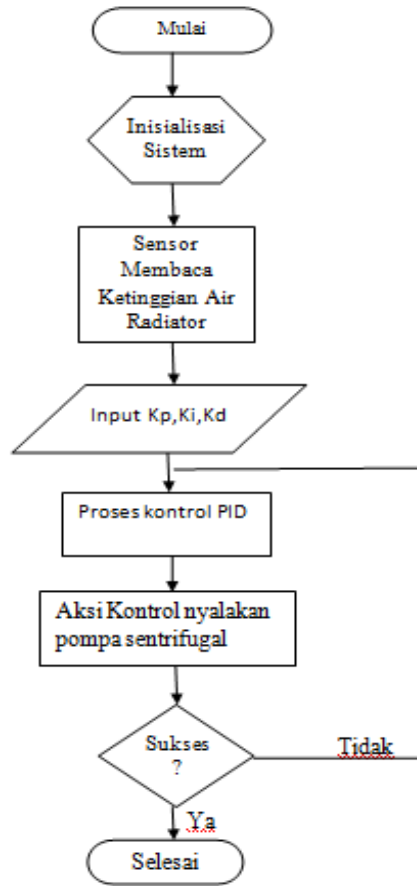 Mulai
Inisialisasi
Sistem
Sensor
Membaca
Ketinggian Air
Radiator
Input Kp,Ki,Kd
Proses kontrol PID
Aksi Kontrol nyalakan
pompa sentrifugal
Sukses
?
Tidak
Ya
Selesai